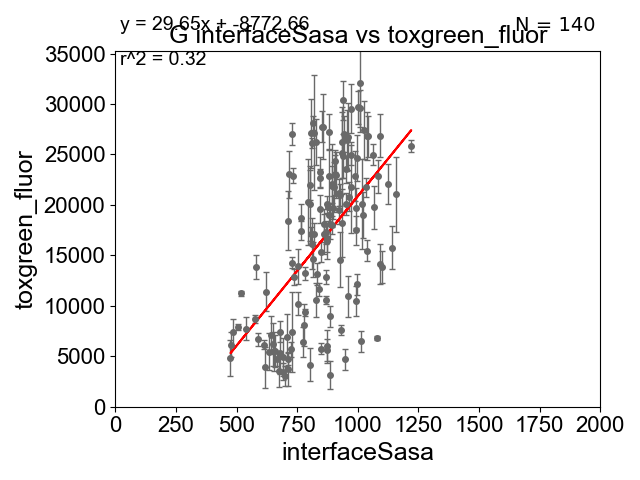 y = 29.65x + -8772.66
N = 140
G interfaceSasa vs toxgreen_fluor
r^2 = 0.32
35000
30000
25000
20000
15000
10000
5000
0
toxgreen_fluor
0 250 500 750 1000 1250 1500 1750 2000
interfaceSasa